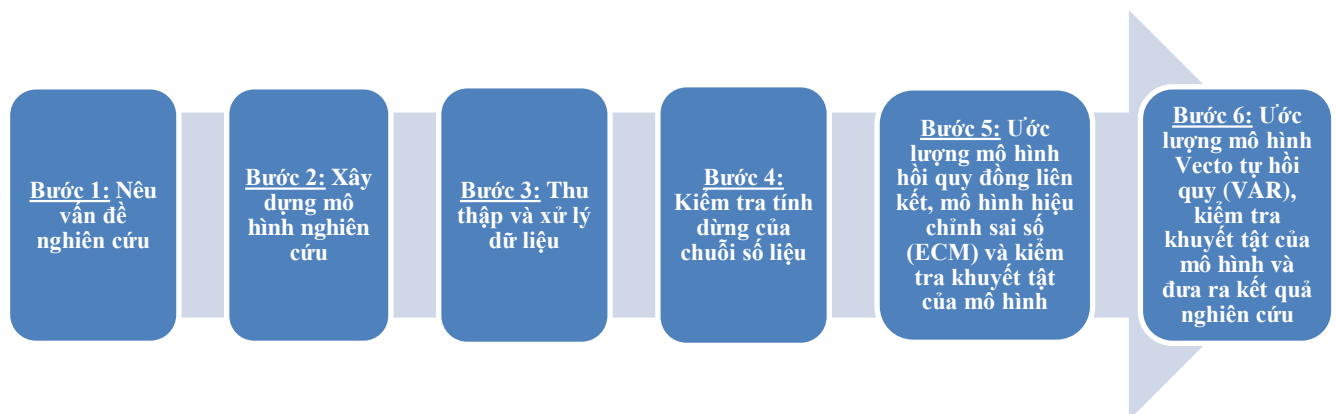 Bước 1: Nêu
vấn đề
nghiên cứu
Bước 2: Xây
dựng mô
hình nghiên
cứu
Bước 3: Thu
thập và xử lý
dữ liệu
Bước 4:
Kiểm tra tính
dừng của
chuỗi số liệu
Bước 5: Ước
lượng mô hình
hồi quy đồng liên
kết, mô hình hiệu
chỉnh sai số
(ECM) và kiểm
tra khuyết tật
của mô hình
Bước 6: Ước
lượng mô hình
Vecto tự hồi
quy (VAR),
kiểm tra
khuyết tật của
mô hình và
đưa ra kết quả
nghiên cứu